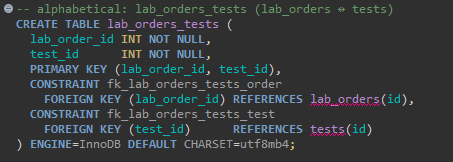 -- alphabetical: lab_orders_tests (lab_orders ↔ tests)
CREATE TABLE lab_orders_tests (
  lab_order_id INT NOT NULL,
  test_id      INT NOT NULL,
  PRIMARY KEY (lab_order_id, test_id),
  CONSTRAINT fk_lab_orders_tests_order
    FOREIGN KEY (lab_order_id) REFERENCES lab_orders(id),
  CONSTRAINT fk_lab_orders_tests_test
    FOREIGN KEY (test_id)      REFERENCES tests(id)
) ENGINE=InnoDB DEFAULT CHARSET=utf8mb4;